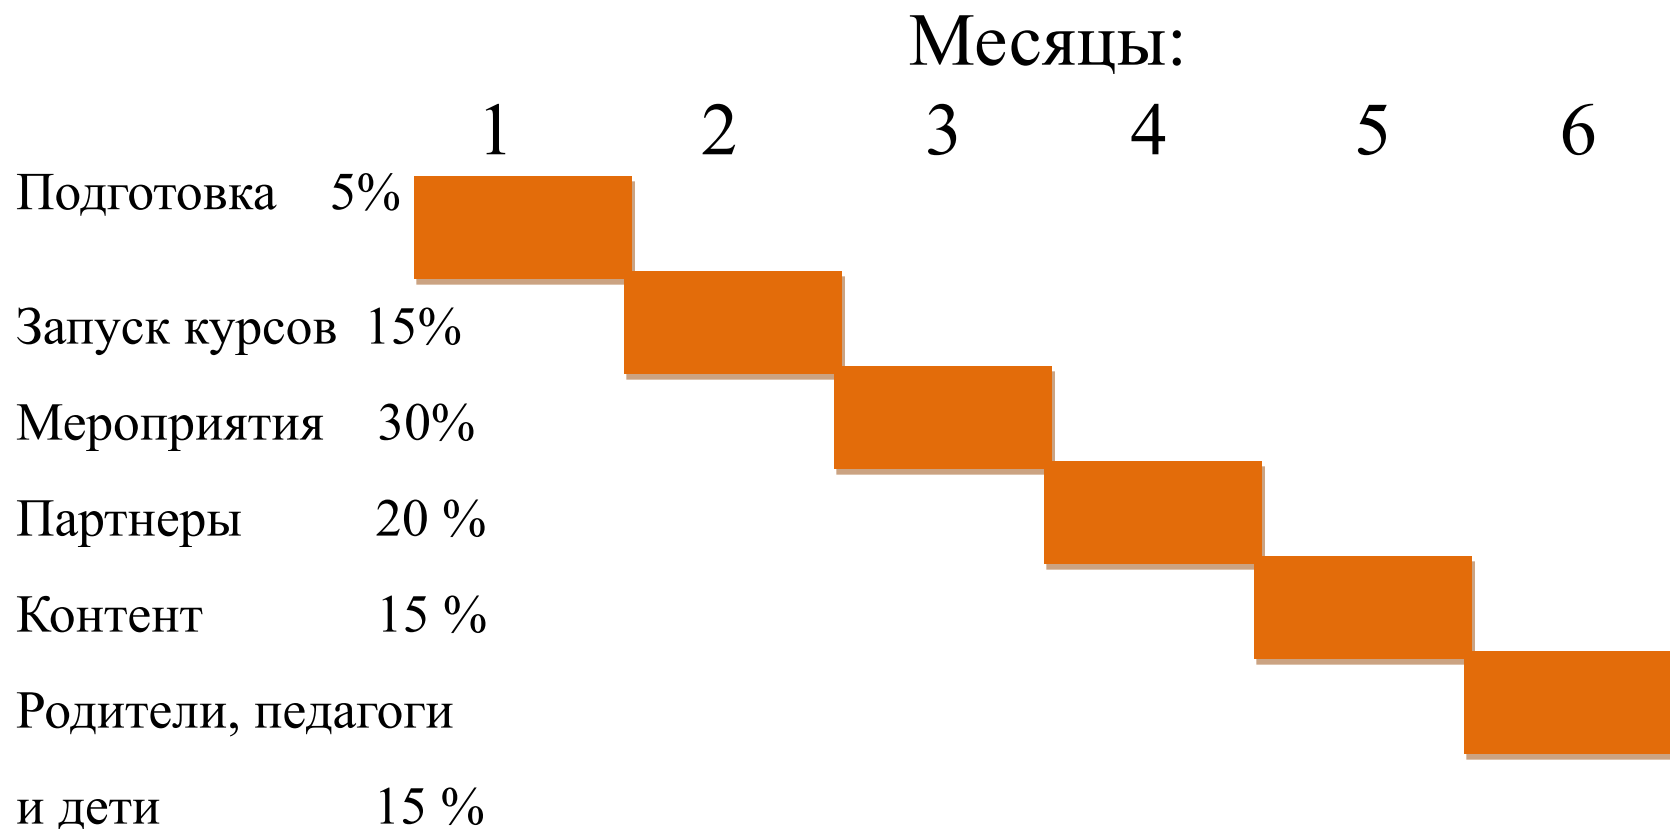 Месяцы:
1 2 3 4 5 6
Подготовка 5%
Запуск курсов 15%
Мероприятия 30%
Партнеры 20 %
Контент 15 %
Родители, педагоги
и дети 15 %